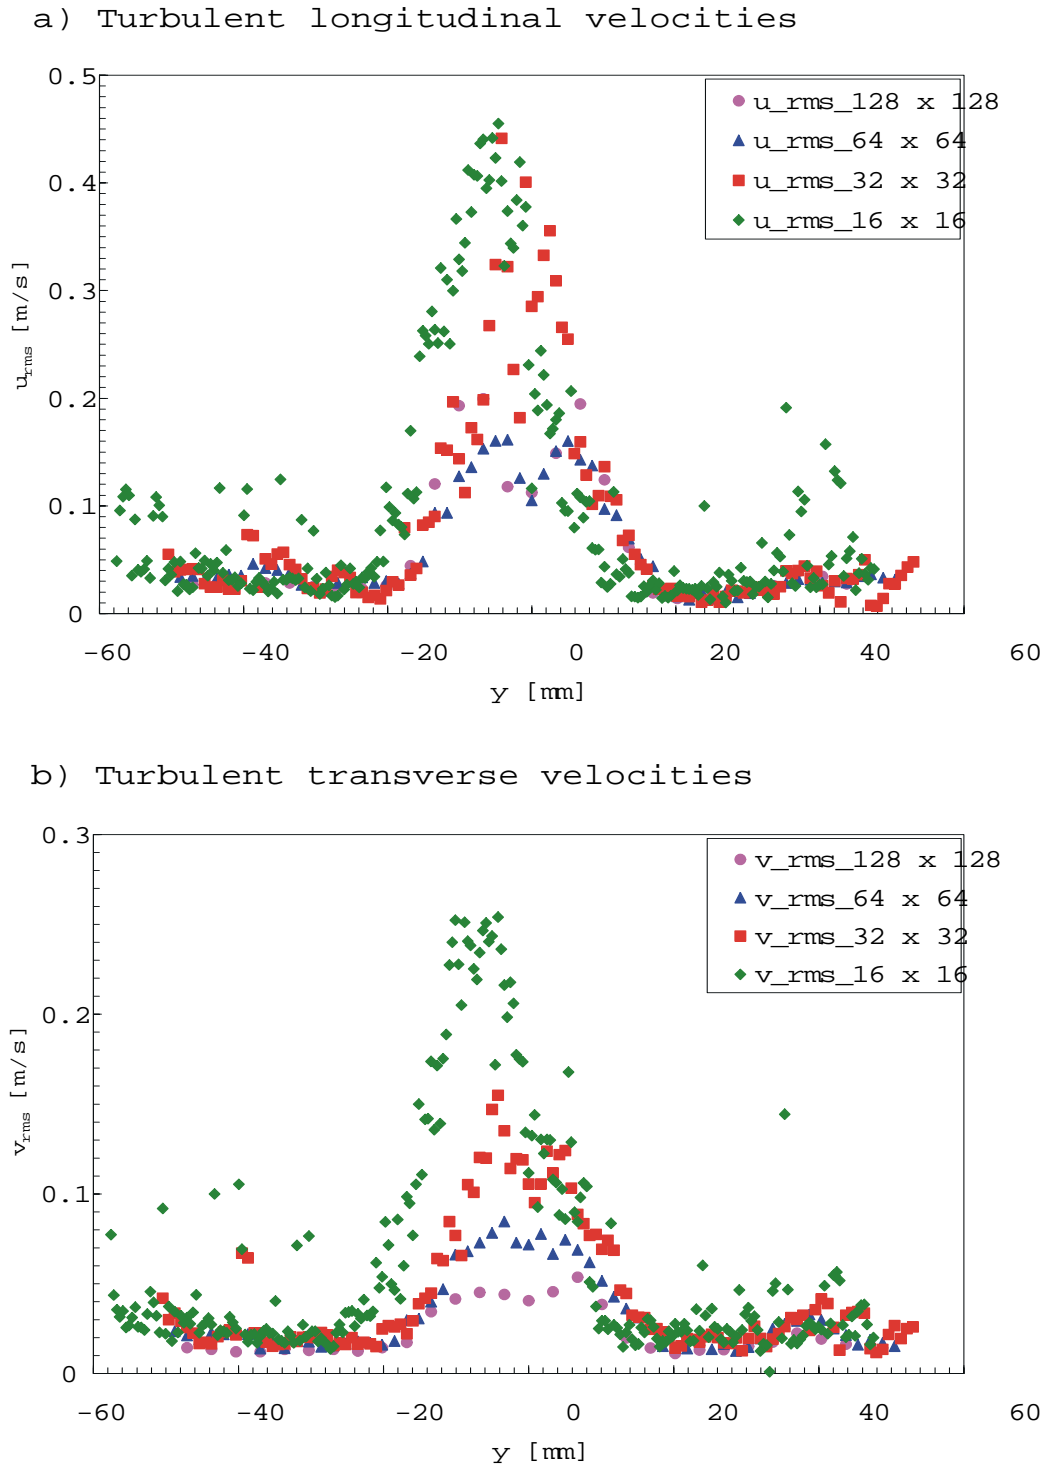 a) Turbulent longitudinal velocities
0.5
0.4
0.3
0.2
0.1
0
u_rms_128 x 128
u_rms_64 x 64
u_rms_32 x 32
u_rms_16 x 16
urms [m/s]
-60 -40 -20 0 20 40 60
y [mm]
b) Turbulent transverse velocities
0.3
0.2
0.1
0
v_rms_128 x 128
v_rms_64 x 64
v_rms_32 x 32
v_rms_16 x 16
vrms [m/s]
-60 -40 -20 0 20 40 60
y [mm]